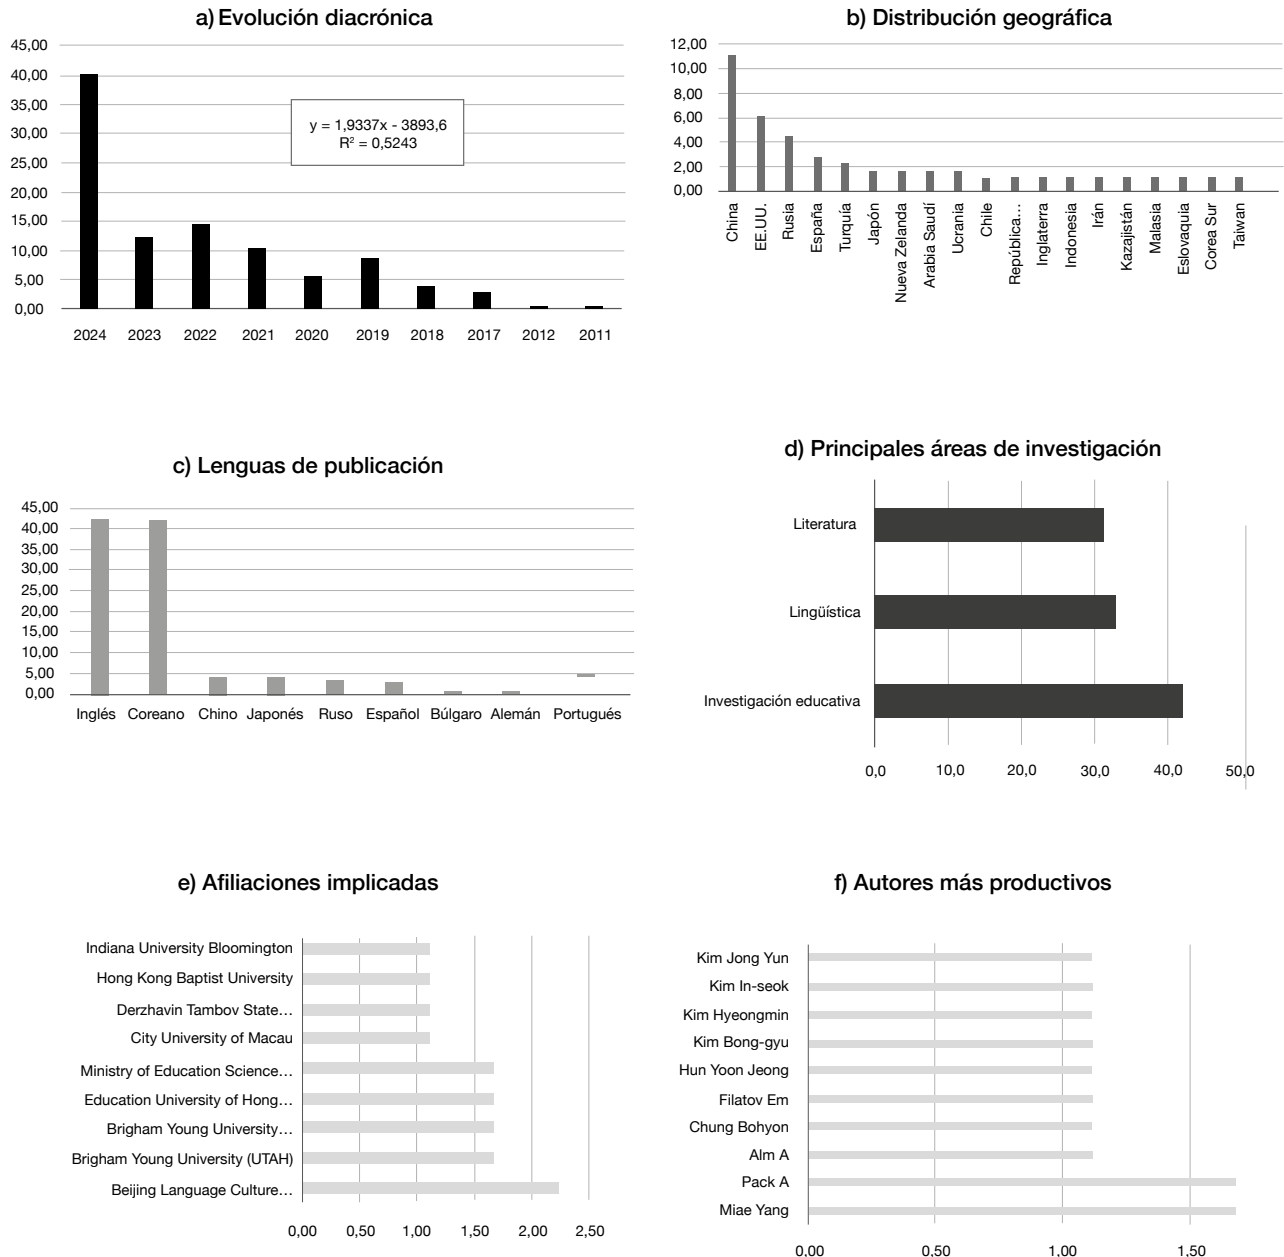 a) Evolución diacrónica
45,00
40,00
35,00
30,00
25,00
20,00
15,00
10,00
5,00
0,00
y = 1,9337x - 3893,6
R² = 0,5243
2024 2023 2022 2021 2020 2019 2018 2017 2012 2011
b) Distribución geográfica
12,00
10,00
8,00
6,00
4,00
2,00
0,00
China
EE.UU.
Rusia
España
Turquía
Japón
Nueva Zelanda
Arabia Saudí
Ucrania
Chile
República…
Inglaterra
Indonesia
Irán
Kazajistán
Malasia
Eslovaquia
Corea Sur
Taiwan
c) Lenguas de publicación
45,00
40,00
35,00
30,00
25,00
20,00
15,00
10,00
5,00
0,00
Inglés Coreano Chino Japonés Ruso Español Búlgaro Alemán Portugués
d) Principales áreas de investigación
Literatura
Lingüística
Investigación educativa
0,0 10,0 20,0 30,0 40,0 50,0
e) Afiliaciones implicadas
Indiana University Bloomington
Hong Kong Baptist University
Derzhavin Tambov State…
City University of Macau
Ministry of Education Science…
Education University of Hong…
Brigham Young University…
Brigham Young University (UTAH)
Beijing Language Culture…
0,00 0,50 1,00 1,50 2,00 2,50
f) Autores más productivos
Kim Jong Yun
Kim In-seok
Kim Hyeongmin
Kim Bong-gyu
Hun Yoon Jeong
Filatov Em
Chung Bohyon
Alm A
Pack A
Miae Yang
0,00 0,50 1,00 1,50